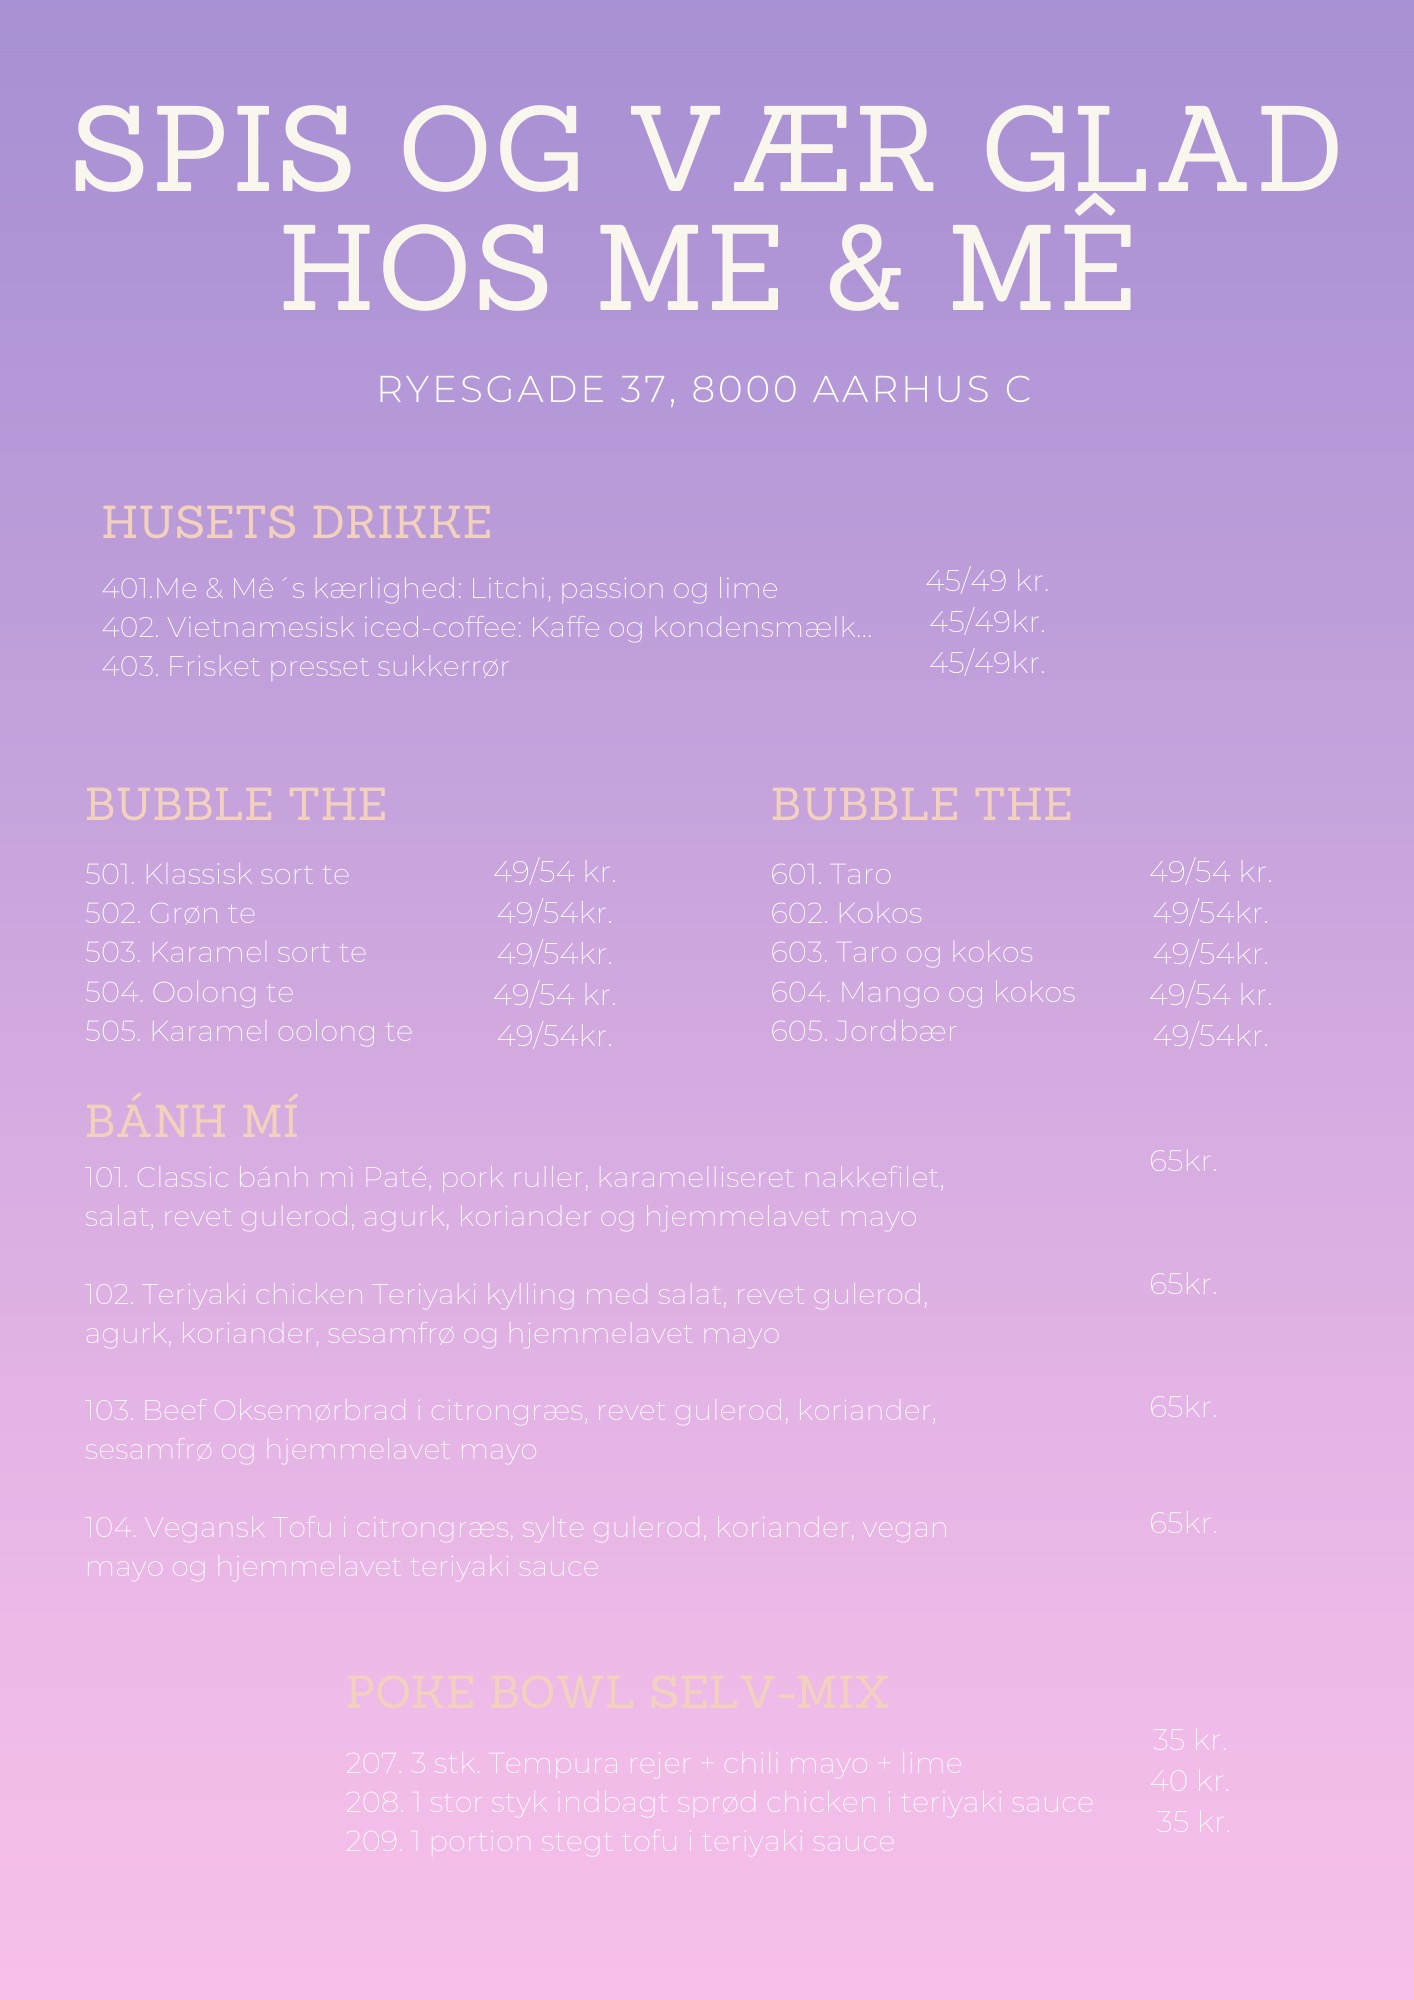 SPIS OG VÆR GLAD
HOS ME & MÊ
RYESGADE 37, 8000 AARHUS C
HUSETS DRIKKE
401.Me & Mê´s kærlighed: Litchi, passion og lime 45/49 kr.
402. Vietnamesisk iced-coffee: Kaffe og kondensmælk... 45/49kr.
403. Frisket presset sukkerrør 45/49kr.
BUBBLE THE
501. Klassisk sort te 49/54 kr.
502. Grøn te 49/54kr.
503. Karamel sort te 49/54kr.
504. Oolong te 49/54 kr.
505. Karamel oolong te 49/54kr.
BUBBLE THE
601. Taro 49/54 kr.
602. Kokos 49/54kr.
603. Taro og kokos 49/54kr.
604. Mango og kokos 49/54 kr.
605. Jordbær 49/54kr.
BÁNH MÍ
101. Classic bánh mì Paté, pork ruller, karamelliseret nakkefilet, 65kr.
salat, revet gulerod, agurk, koriander og hjemmelavet mayo
102. Teriyaki chicken Teriyaki kylling med salat, revet gulerod, 65kr.
agurk, koriander, sesamfrø og hjemmelavet mayo
103. Beef Oksemørbrad i citrongræs, revet gulerod, koriander, 65kr.
sesamfrø og hjemmelavet mayo
104. Vegansk Tofu i citrongræs, sylte gulerod, koriander, vegan 65kr.
mayo og hjemmelavet teriyaki sauce
POKE BOWL SELV-MIX
207. 3 stk. Tempura rejer + chili mayo + lime 35 kr.
208. 1 stor styk indbagt sprød chicken i teriyaki sauce 40 kr.
209. 1 portion stegt tofu i teriyaki sauce 35 kr.